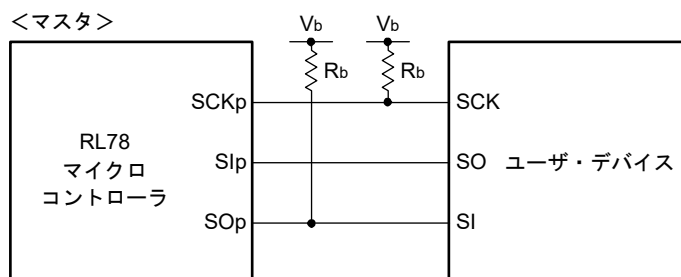 <マスタ>
Vb
Vb
Rb
Rb
SCKp
SCK
RL78
マイクロ
コントローラ
SIp
SO
ユーザ・デバイス
SOp
SI